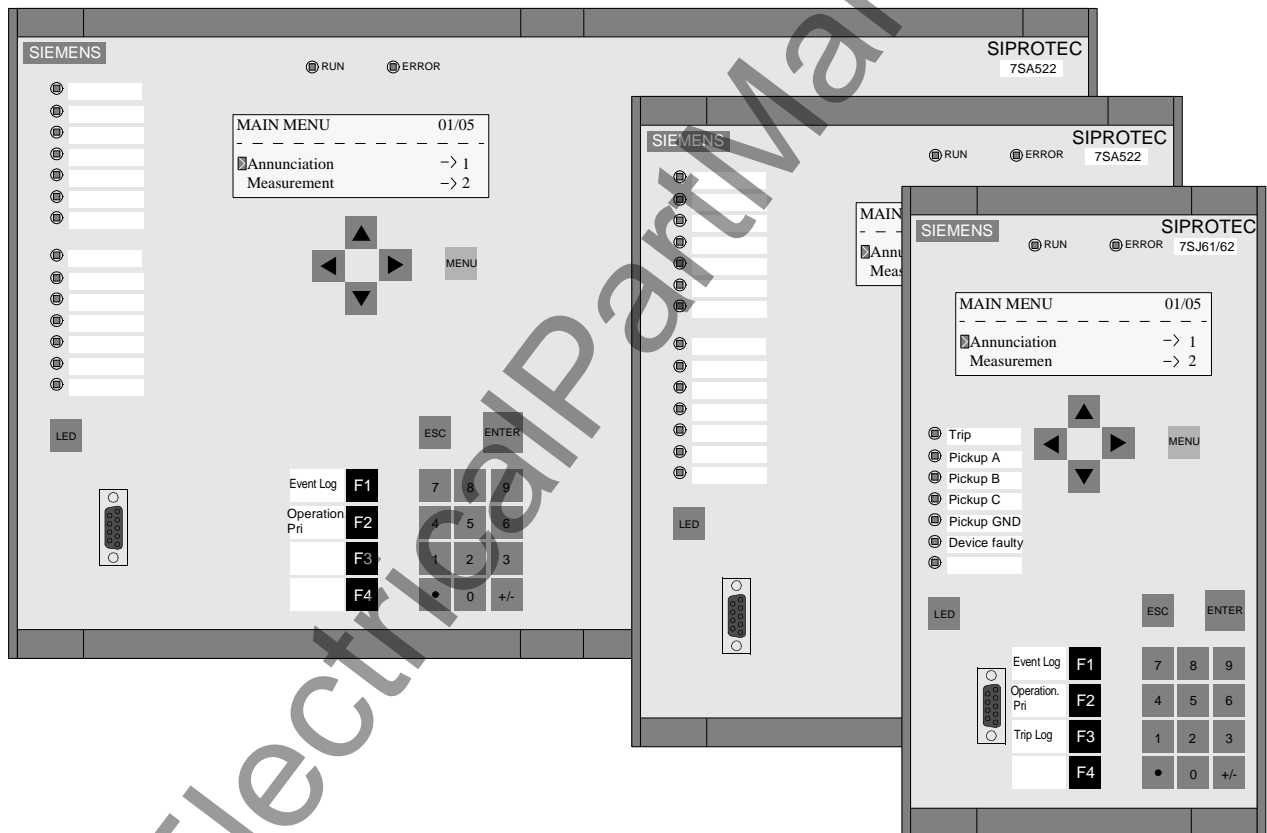 SIEMENS
RUN
ERROR
SIPROTEC
7SA522
MAIN MENU 01/05
Annunciation -> 1
Measurement -> 2
MENU
LED
ESC
ENTER
Event Log F1
7 8 9
Operation. Pri F2
4 5 6
F3
1 2 3
F4
0 +/-
SIEMENS
RUN
ERROR
SIPROTEC
7SA522
MAIN
Annu
Meas
LED
SIEMENS
RUN
ERROR
SIPROTEC
7SJ61/62
MAIN MENU 01/05
Annunciation -> 1
Measuremen -> 2
MENU
Trip
Pickup A
Pickup B
Pickup C
Pickup GND
Device faulty
LED
ESC
ENTER
Event Log F1
7 8 9
Operation.
Pri F2
4 5 6
Trip Log F3
1 2 3
F4
0 +/-
ElectricalPartMa